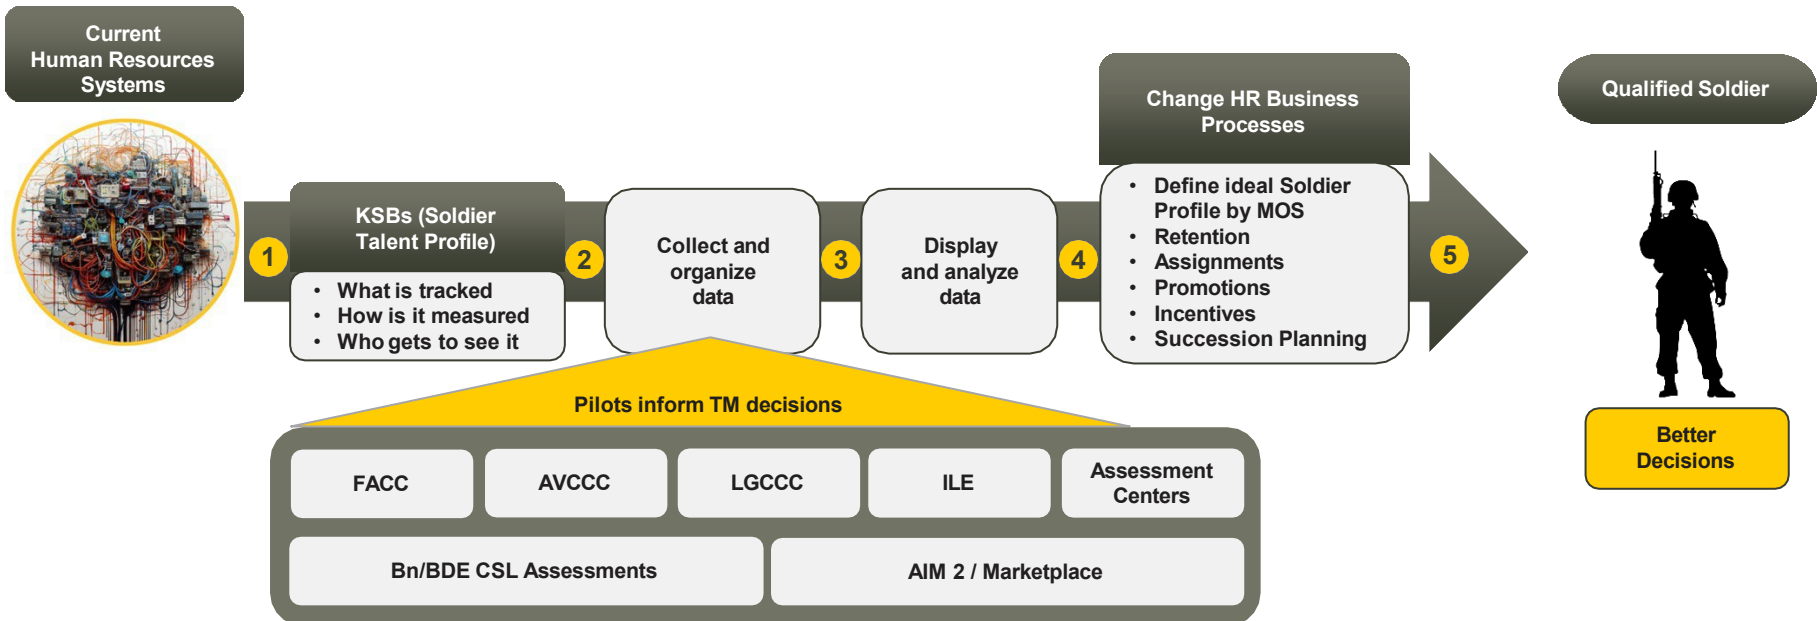 Current
Human Resources
Systems
1
KSBs (Soldier
Talent Profile)
• What is tracked
• How is it measured
• Who gets to see it
2
Collect and
organize
data
3
Display
and analyze
data
4
Change HR Business
Processes
• Define ideal Soldier
Profile by MOS
• Retention
• Assignments
• Promotions
• Incentives
• Succession Planning
5
Qualified Soldier
Better
Decisions
Pilots inform TM decisions
FACC
AVCCC
LGCCC
ILE
Assessment
Centers
Bn/BDE CSL Assessments
AIM 2 / Marketplace